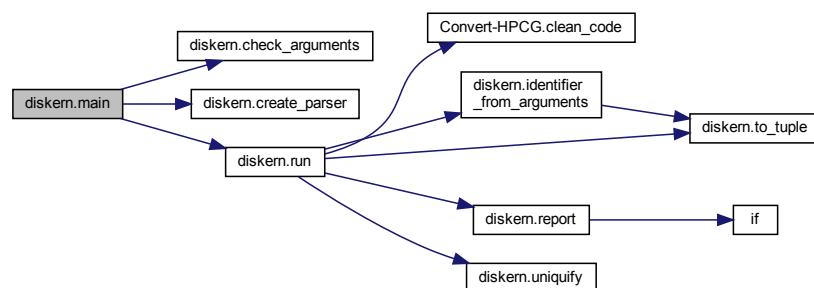 Convert-HPCG.clean_code
diskern.check_arguments
diskern.identifier
_from_arguments
diskern.main
diskern.create_parser
diskern.to_tuple
diskern.run
diskern.report
if
diskern.uniquify